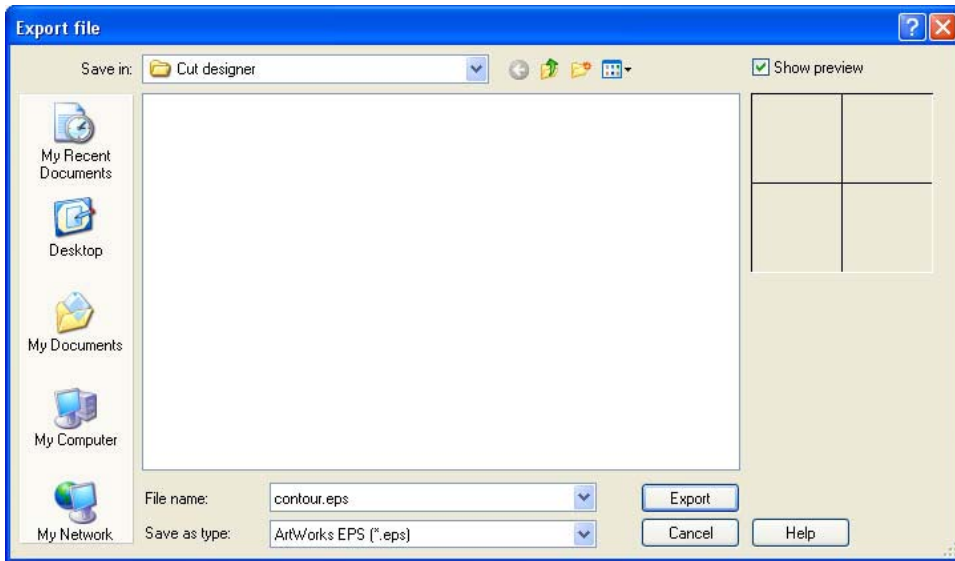 Export file
Save in:
Cut designer
Show preview
My Recent
Documents
Desktop
My Documents
My Computer
My Network
File name:
contour.eps
Export
Save as type:
ArtWorks EPS (*.eps)
Cancel
Help